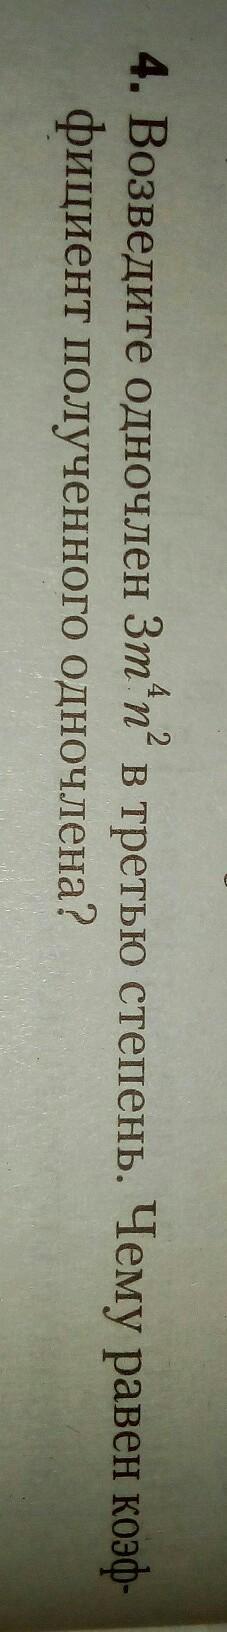 4. Возведите одночлен 3m⁴n² в третью степень. Чему равен коэф-
фициент полученного одночлена?